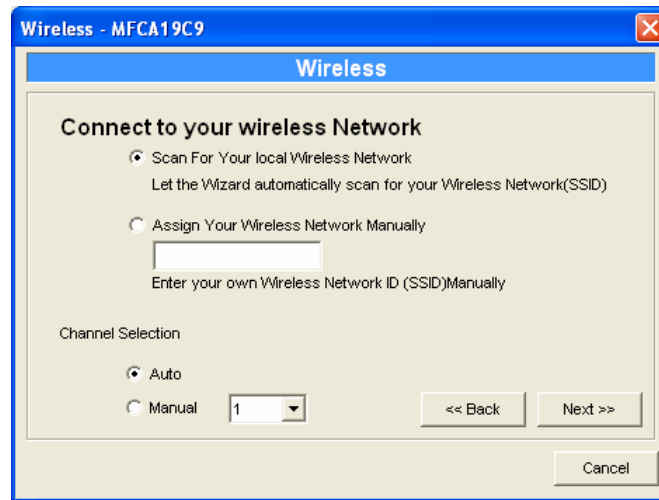 Wireless - MFCA19C9
Wireless
Connect to your wireless Network
Scan For Your local Wireless Network
Let the Wizard automatically scan for your Wireless Network(SSID)
Assign Your Wireless Network Manually
Enter your own Wireless Network ID (SSID)Manually
Channel Selection
Auto
Manual 1
<< Back Next >>
Cancel